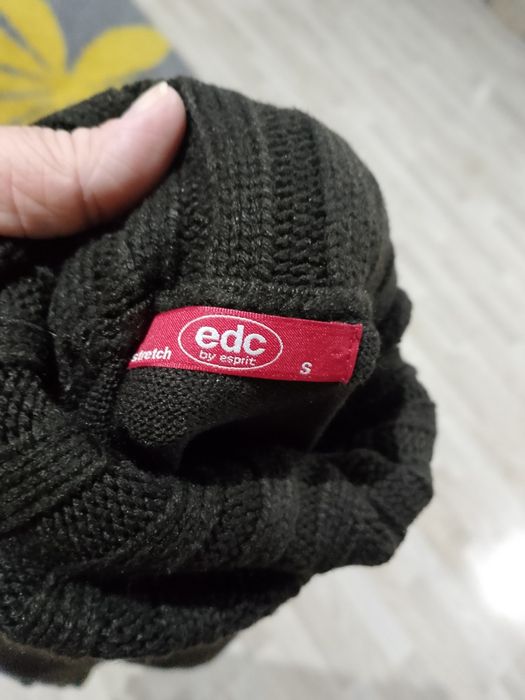 stretch
edc
by esprit
S